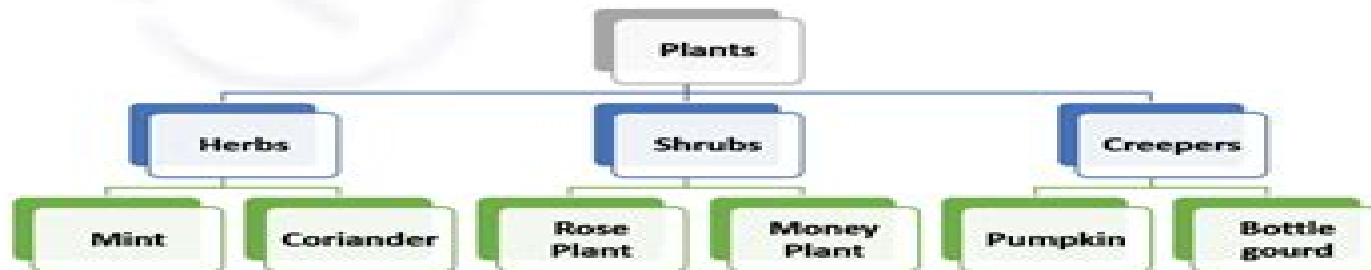 Plants
Herbs
Shrubs
Creepers
Mint
Coriander
Rose
Plant
Money
Plant
Pumpkin
Bottle
gourd